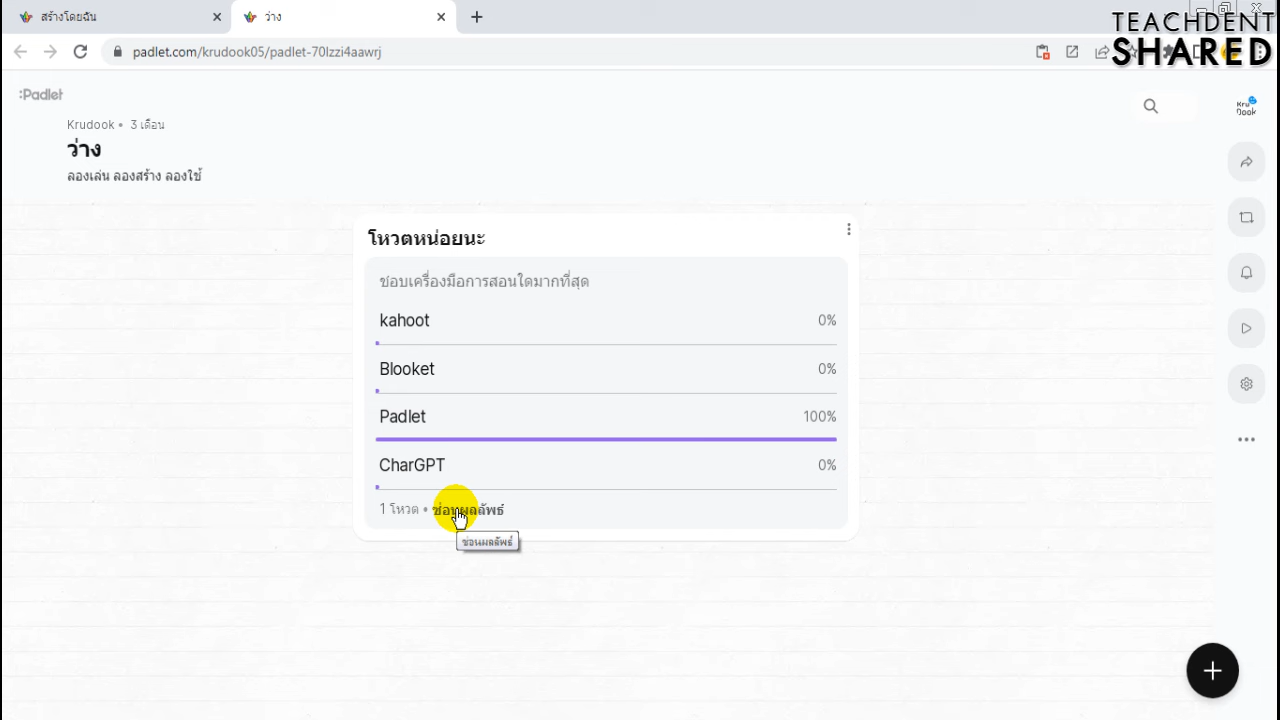 สร้างโดยฉัน
ว่าง
TEACHDENT
SHARED
padlet.com/krudook05/padlet-70lzzi4aawrj
:Padlet
Krudook • 3 เดือน
Kru
Dook
ว่าง
ลองเล่น ลองสร้าง ลองใช้
โหวตหน่อยนะ
ชอบเครื่องมือการสอนใดมากที่สุด
kahoot 0%
Blooket 0%
Padlet 100%
CharGPT 0%
1 โหวต • ซ่อนผลลัพธ์
ซ่อนผลลัพธ์